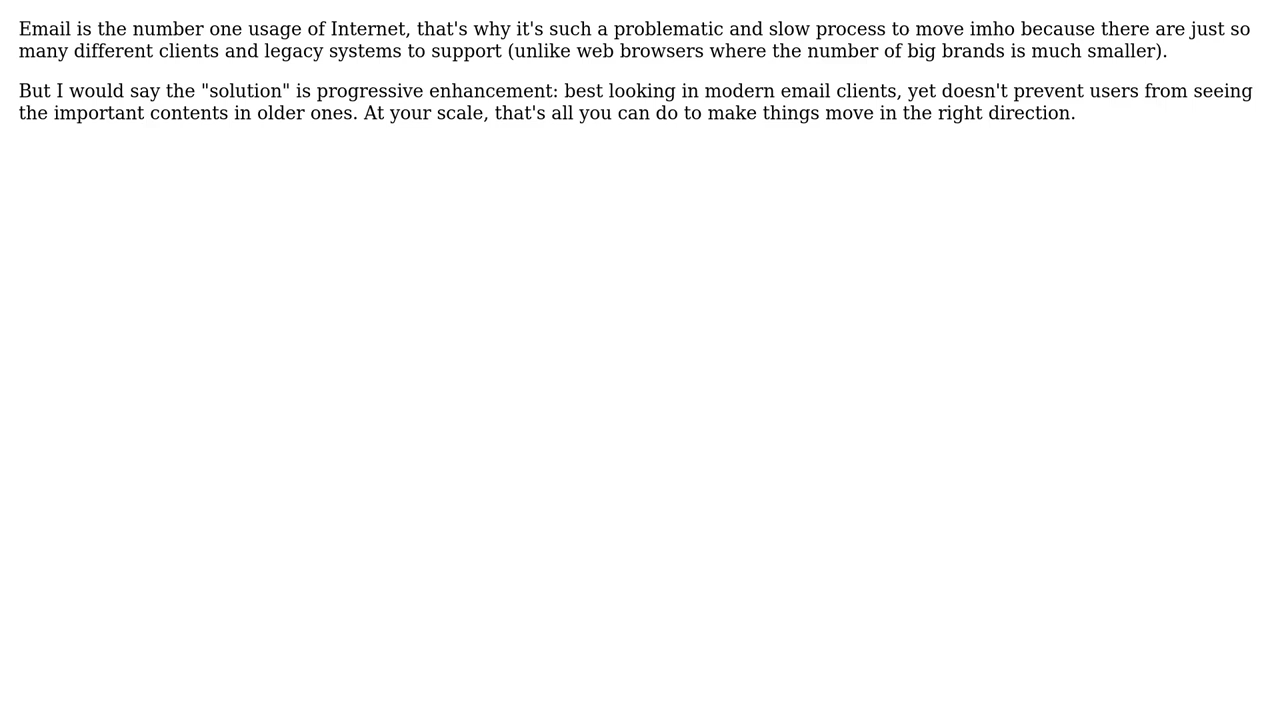 Email is the number one usage of Internet, that's why it's such a problematic and slow process to move imho because there are just so
many different clients and legacy systems to support (unlike web browsers where the number of big brands is much smaller).
But I would say the "solution" is progressive enhancement: best looking in modern email clients, yet doesn't prevent users from seeing
the important contents in older ones. At your scale, that's all you can do to make things move in the right direction.